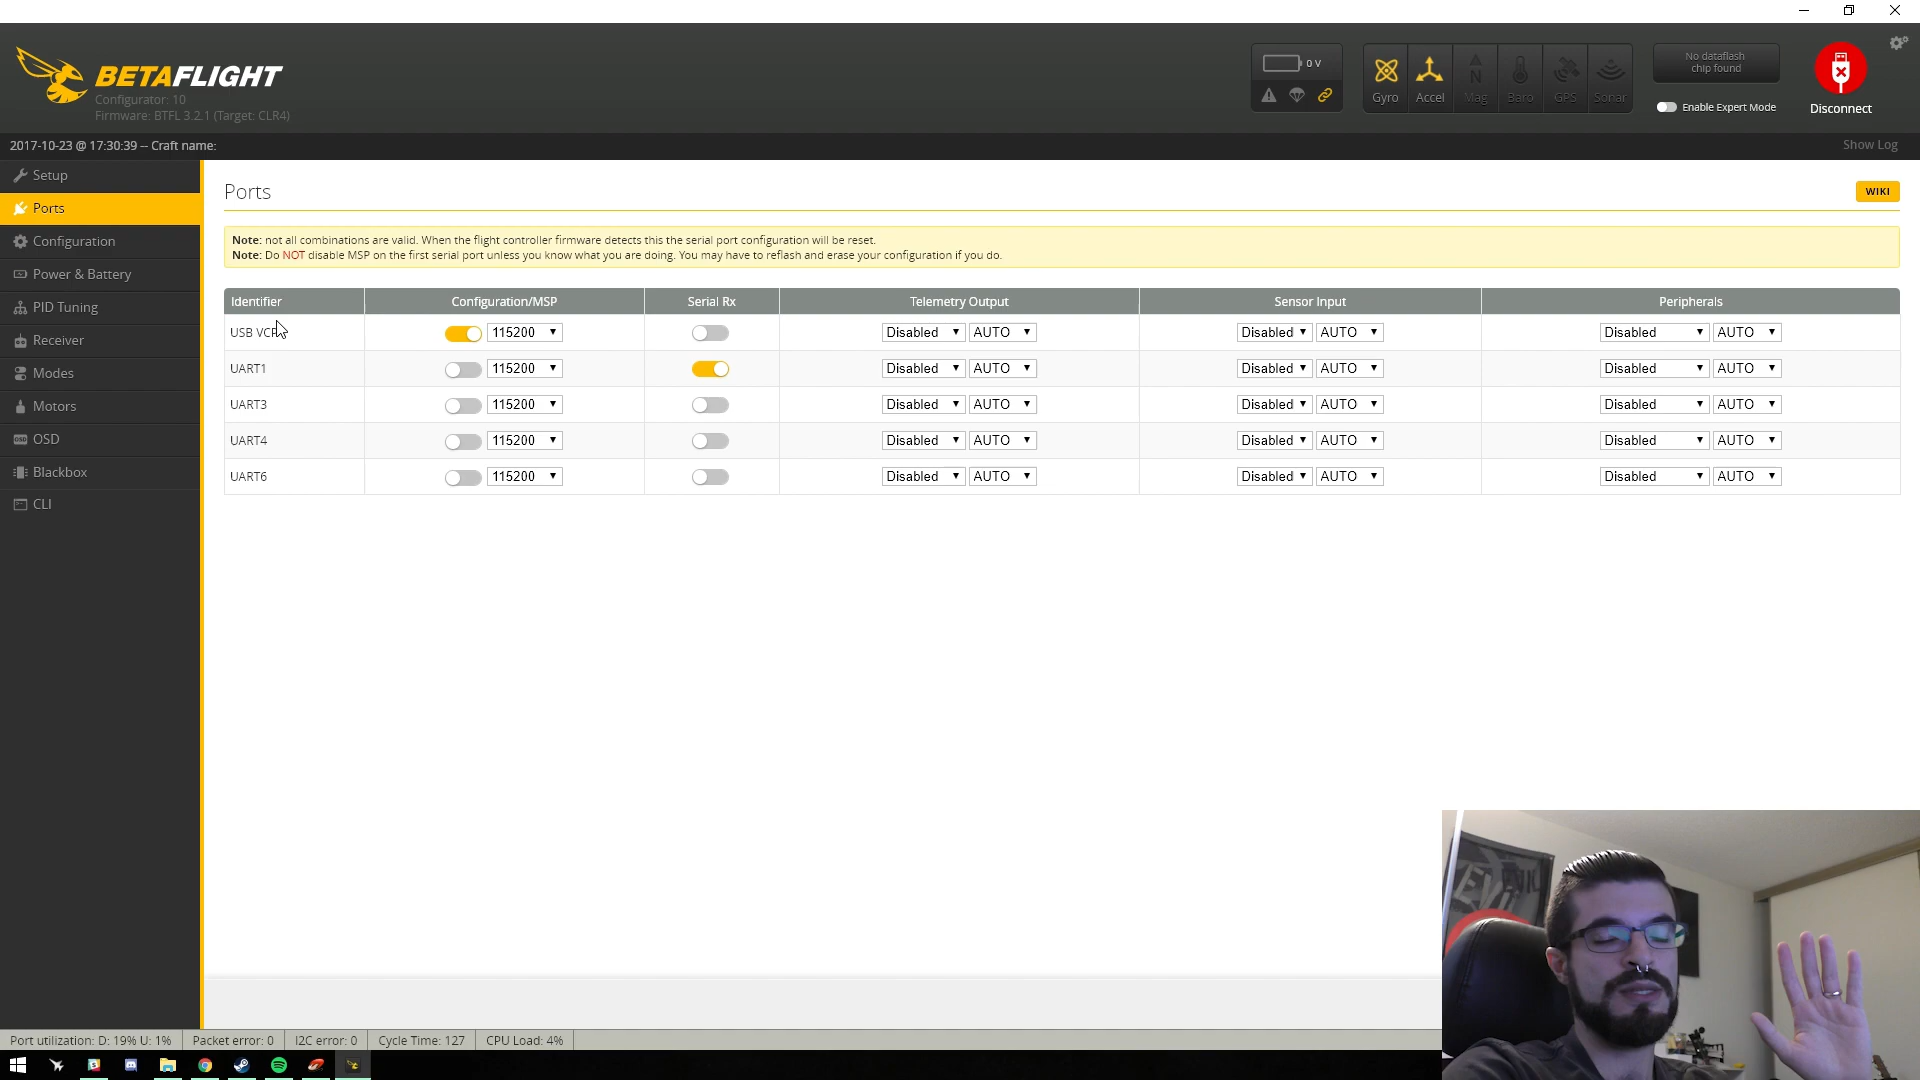 BETAFLIGHT
Configurator: 10
Firmware: BTFL 3.2.1 (Target: CLR4)
0 V
Gyro
Accel
Mag
Baro
GPS
Sonar
No dataflash
chip found
Enable Expert Mode
Disconnect
2017-10-23 @ 17:30:39 -- Craft name:
Show Log
Setup
Ports
Configuration
Power & Battery
PID Tuning
Receiver
Modes
Motors
OSD
Blackbox
CLI
Ports
WIKI
Note: not all combinations are valid. When the flight controller firmware detects this the serial port configuration will be reset.
Note: Do NOT disable MSP on the first serial port unless you know what you are doing. You may have to reflash and erase your configuration if you do.
Identifier Configuration/MSP Serial Rx Telemetry Output Sensor Input Peripherals
USB VCP 115200 Disabled AUTO Disabled AUTO Disabled AUTO
UART1 115200 Disabled AUTO Disabled AUTO Disabled AUTO
UART3 115200 Disabled AUTO Disabled AUTO Disabled AUTO
UART4 115200 Disabled AUTO Disabled AUTO Disabled AUTO
UART6 115200 Disabled AUTO Disabled AUTO Disabled AUTO
Port utilization: D: 19% U: 1% Packet error: 0 I2C error: 0 Cycle Time: 127 CPU Load: 4%